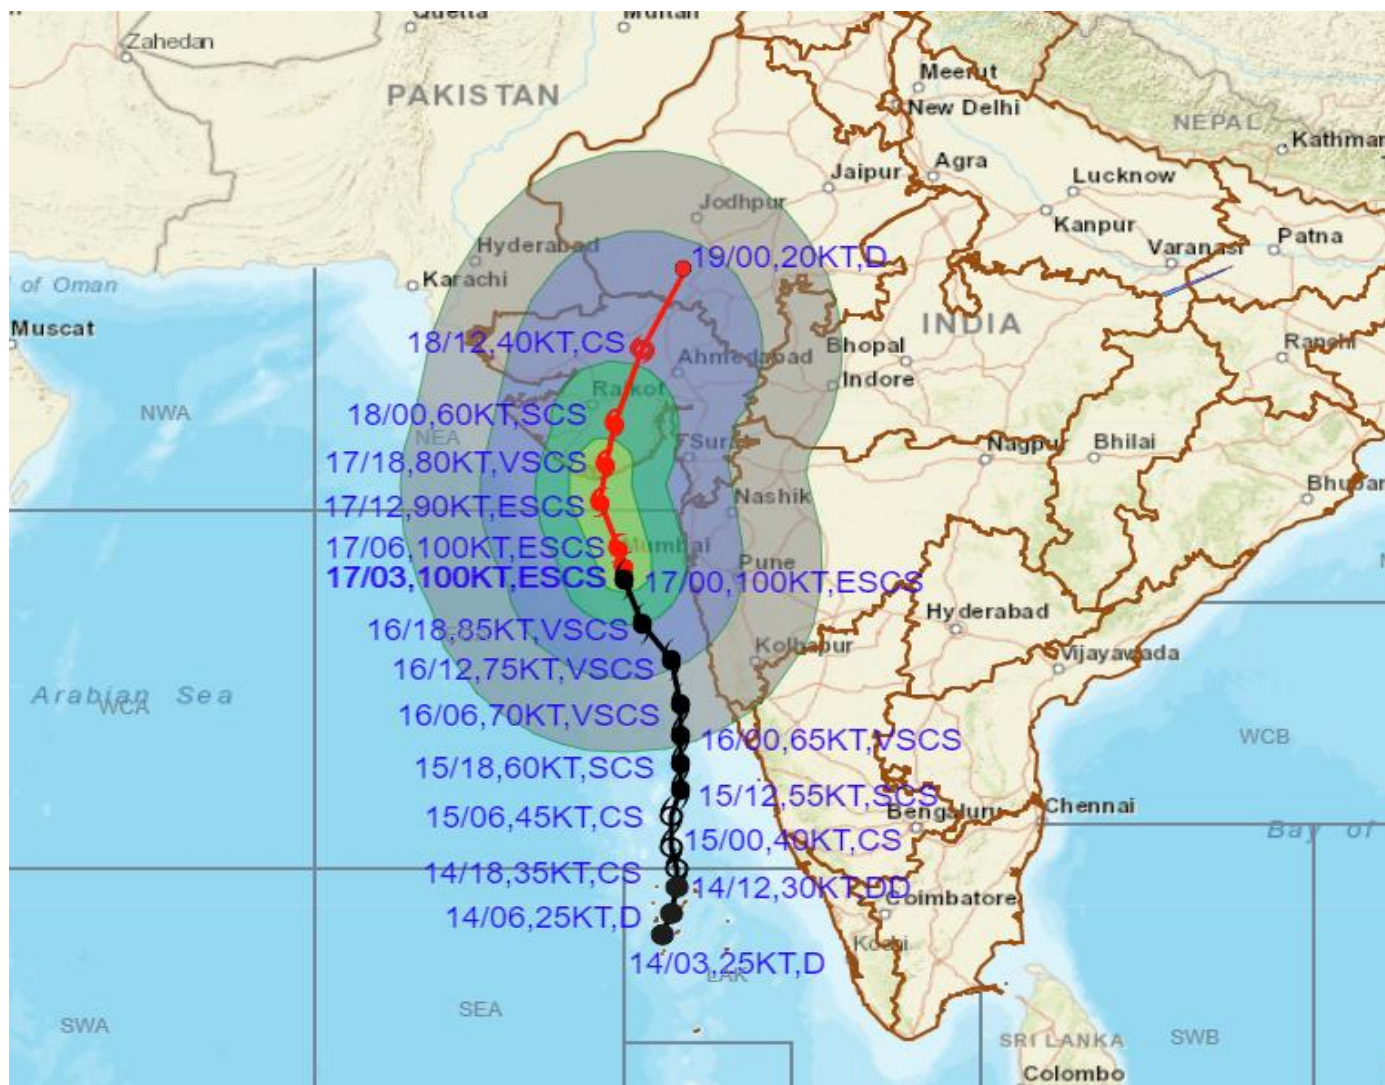 Quetta
Multan
Zahedan
Meerut
PAKISTAN
New Delhi
NEPAL
Kathmar
Agra
Jaipur
Lucknow
Jodhpur
Kanpur
Hyderabad
Varanasi
Patna
19/00,20KT,D
Karachi
of Oman
Muscat
INDIA
18/12,40KT,CS
Ahmedabad
Bhopal
Ranchi
Indore
Rajkot
NWA
18/00,60KT,SCS
NEA
Surat
Nagpur
Bhilai
17/18,80KT,VSCS
Nashik
Bhubar
17/12,90KT,ESCS
17/06,100KT,ESCS
Mumbai
Pune
17/03,100KT,ESCS
17/00,100KT,ESCS
Hyderabad
16/18,85KT,VSCS
Kolhapur
Vijayawada
16/12,75KT,VSCS
Arabian Sea
WCA
16/06,70KT,VSCS
16/00,65KT,VSCS
WCB
15/18,60KT,SCS
15/12,55KT,SCS
Chennai
15/06,45KT,CS
Bengaluru
Bay of
15/00,40KT,CS
14/18,35KT,CS
14/12,30KT,DD
Coimbatore
14/06,25KT,D
Kochi
14/03,25KT,D
LAK
SEA
SWA
SRI LANKA
SWB
Colombo